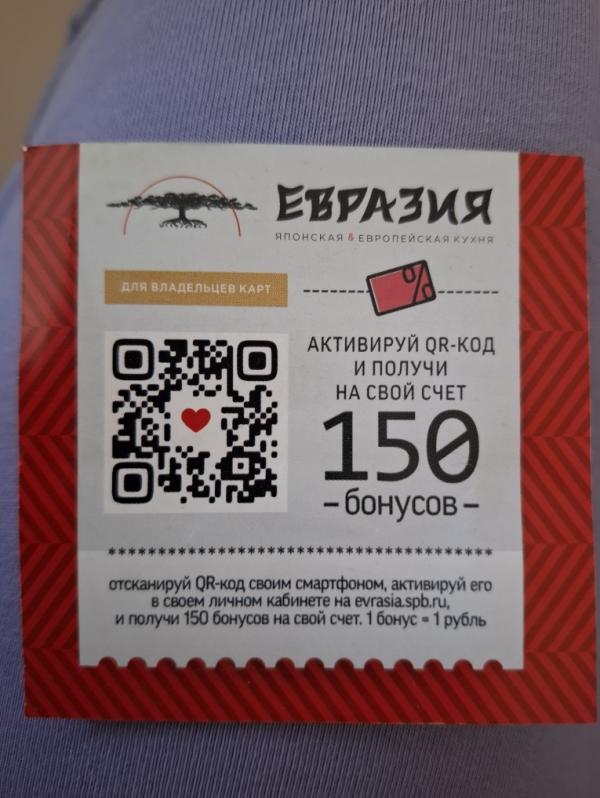 ЕВРАЗИЯ
ЯПОНСКАЯ & ЕВРОПЕЙСКАЯ КУХНЯ
ДЛЯ ВЛАДЕЛЬЦЕВ КАРТ
%
АКТИВИРУЙ QR-КОД
И ПОЛУЧИ
НА СВОЙ СЧЕТ
150
– бонусов –
****************************************
отсканируй QR-код своим смартфоном, активируй его
в своем личном кабинете на evrasia.spb.ru,
и получи 150 бонусов на свой счет. 1 бонус = 1 рубль